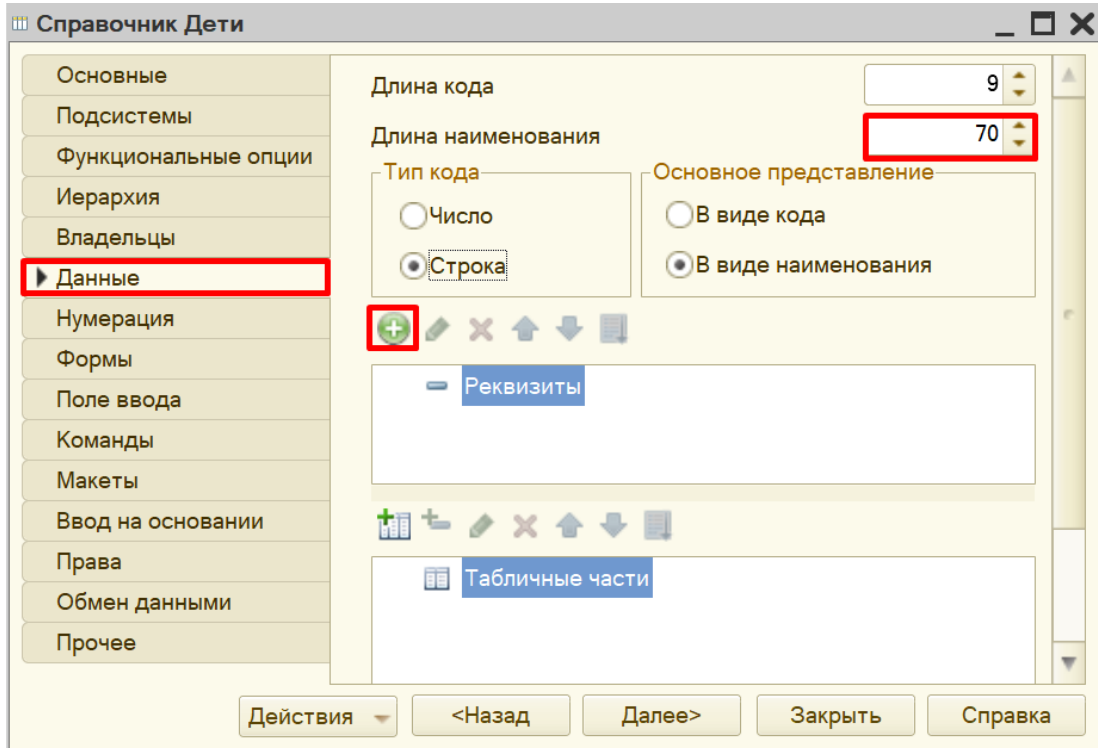 Справочник Дети
Основные
Подсистемы
Функциональные опции
Иерархия
Владельцы
Данные
Нумерация
Формы
Поле ввода
Команды
Макеты
Ввод на основании
Права
Обмен данными
Прочее
Длина кода 9
Длина наименования 70
Тип кода
Число
Строка
Основное представление
В виде кода
В виде наименования
Реквизиты
Табличные части
Действия <Назад Далее> Закрыть Справка